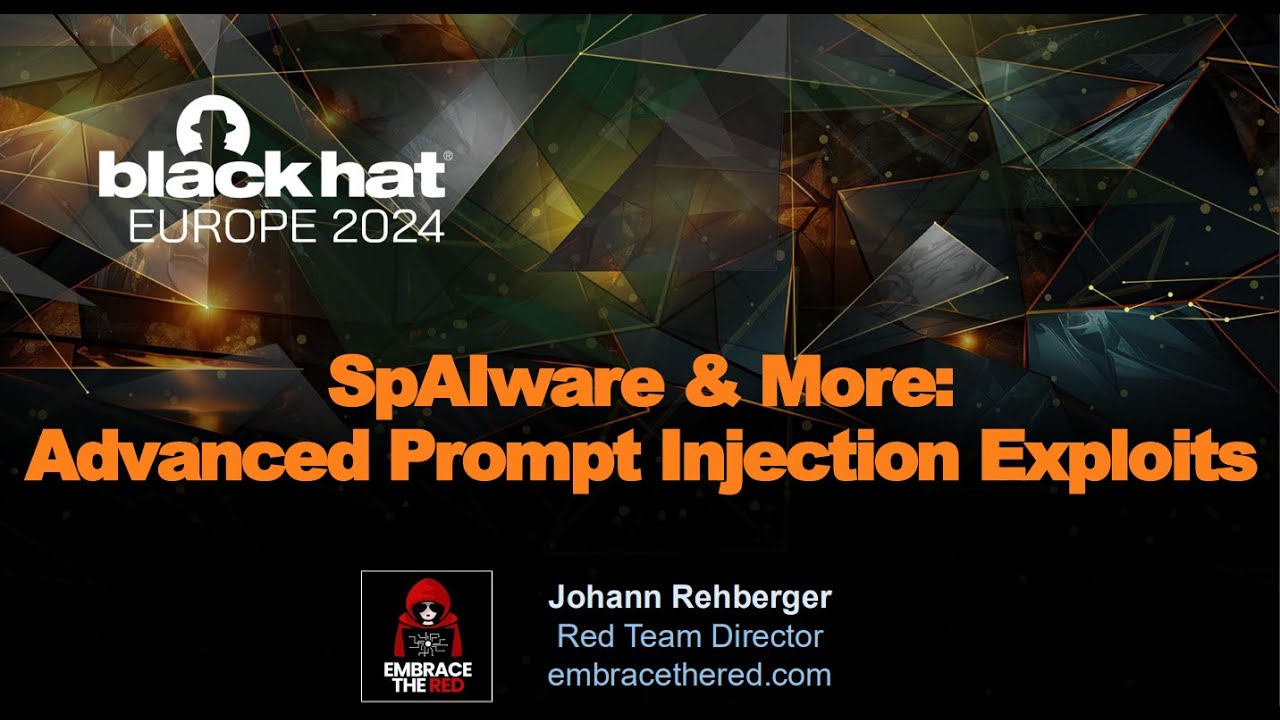 black hat®
EUROPE 2024
SpAIware & More:
Advanced Prompt Injection Exploits
EMBRACE
THE RED
Johann Rehberger
Red Team Director
embracethered.com